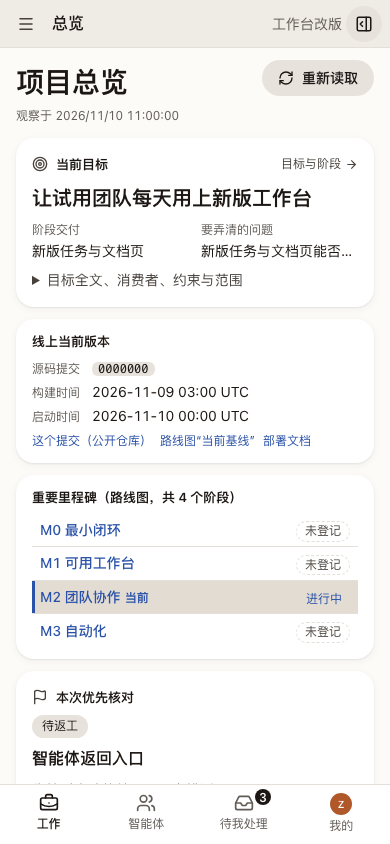 总览 工作台改版
项目总览 重新读取
观察于 2026/11/10 11:00:00
当前目标 目标与阶段 →
让试用团队每天用上新版工作台
阶段交付 要弄清的问题
新版任务与文档页 新版任务与文档页能否...
▶ 目标全文、消费者、约束与范围
线上当前版本
源码提交 0000000
构建时间 2026-11-09 03:00 UTC
启动时间 2026-11-10 00:00 UTC
这个提交（公开仓库） 路线图“当前基线” 部署文档
重要里程碑（路线图，共 4 个阶段）
M0 最小闭环 未登记
M1 可用工作台 未登记
M2 团队协作 当前 进行中
M3 自动化 未登记
本次优先核对
待返工
智能体返回入口
工作 智能体 待我处理 3 z 我的